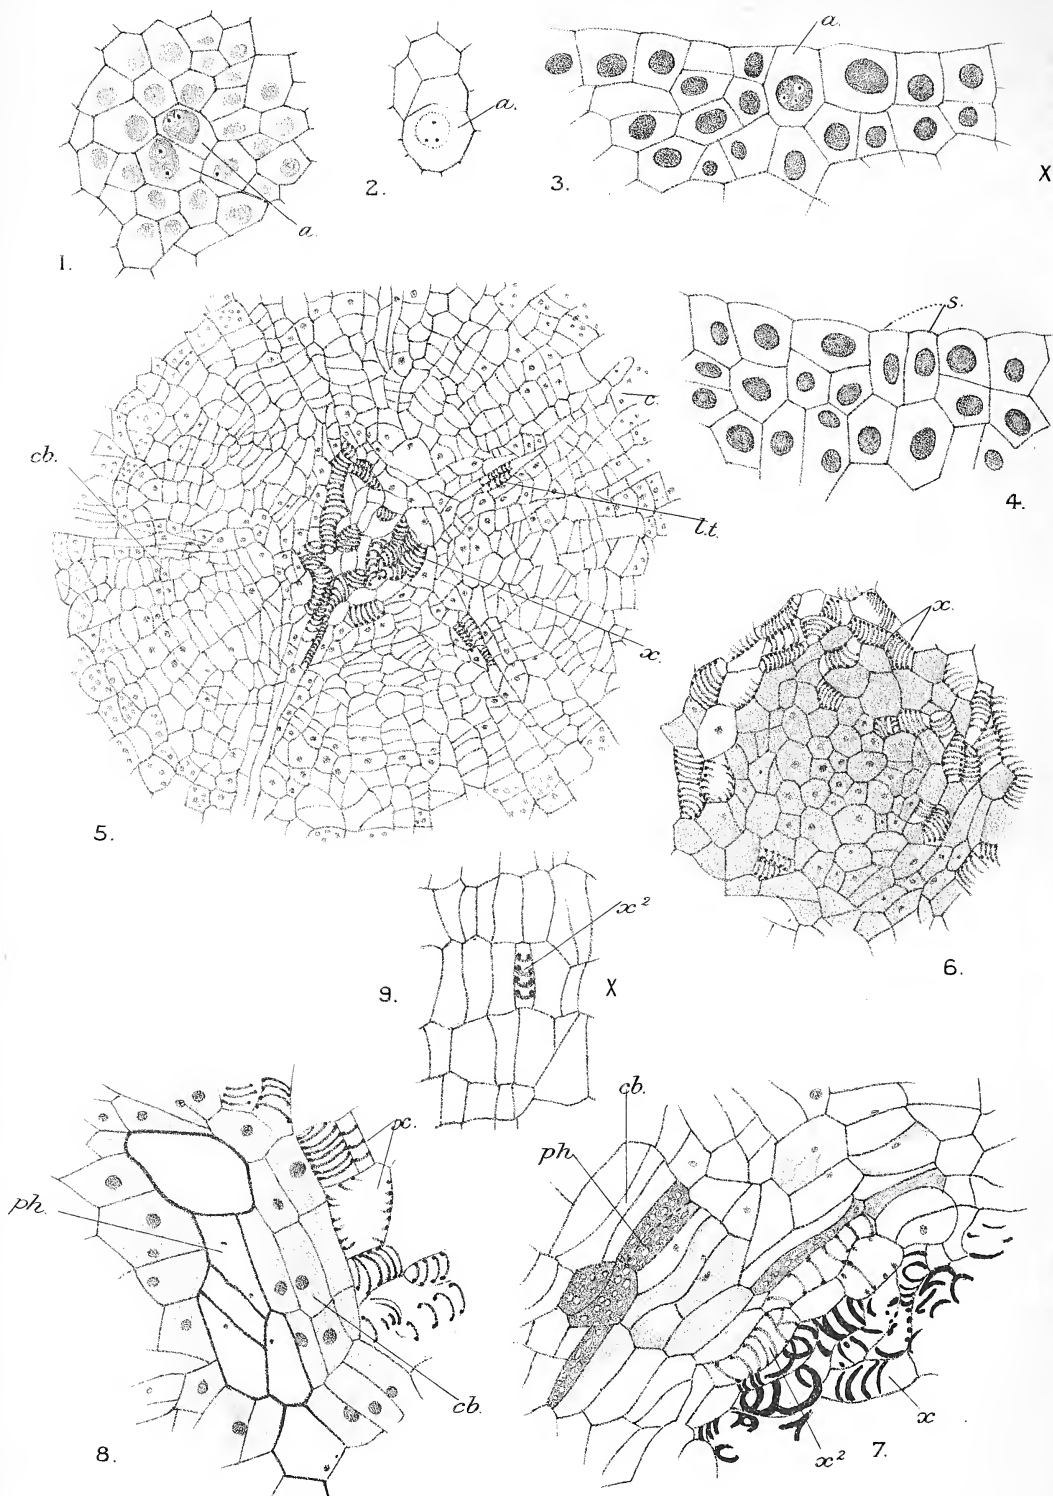 a.
a.
a.
X
1.
2.
3.
s.
c.
cb.
4.
l.t.
x.
x.
5.
6.
x²
9.
X
cb.
x.
ph
ph.
cb.
x
8.
x²
7.